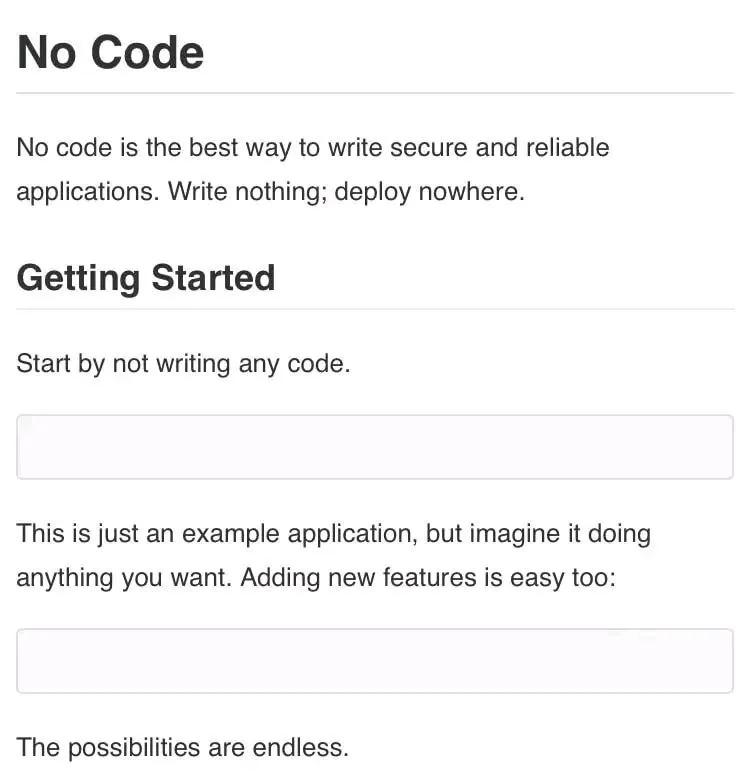 No Code
No code is the best way to write secure and reliable
applications. Write nothing; deploy nowhere.
Getting Started
Start by not writing any code.
This is just an example application, but imagine it doing
anything you want. Adding new features is easy too:
The possibilities are endless.